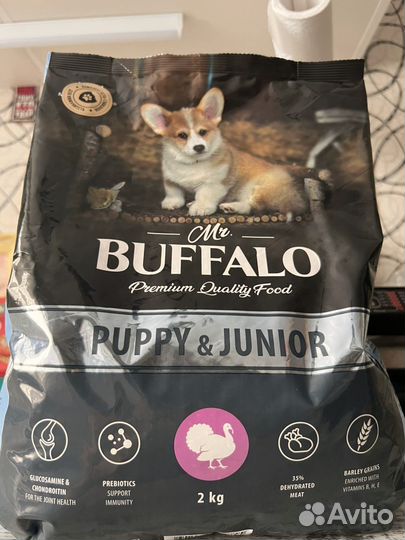 Mr.
BUFFALO
Premium Quality Food
PUPPY & JUNIOR
GLUCOSAMINE &
CHONDROITIN
FOR THE JOINT HEALTH
PREBIOTICS
SUPPORT
IMMUNITY
2 kg
35%
DEHYDRATED
MEAT
BARLEY GRAINS
ENRICHED WITH
VITAMINS B, H, E
Avito